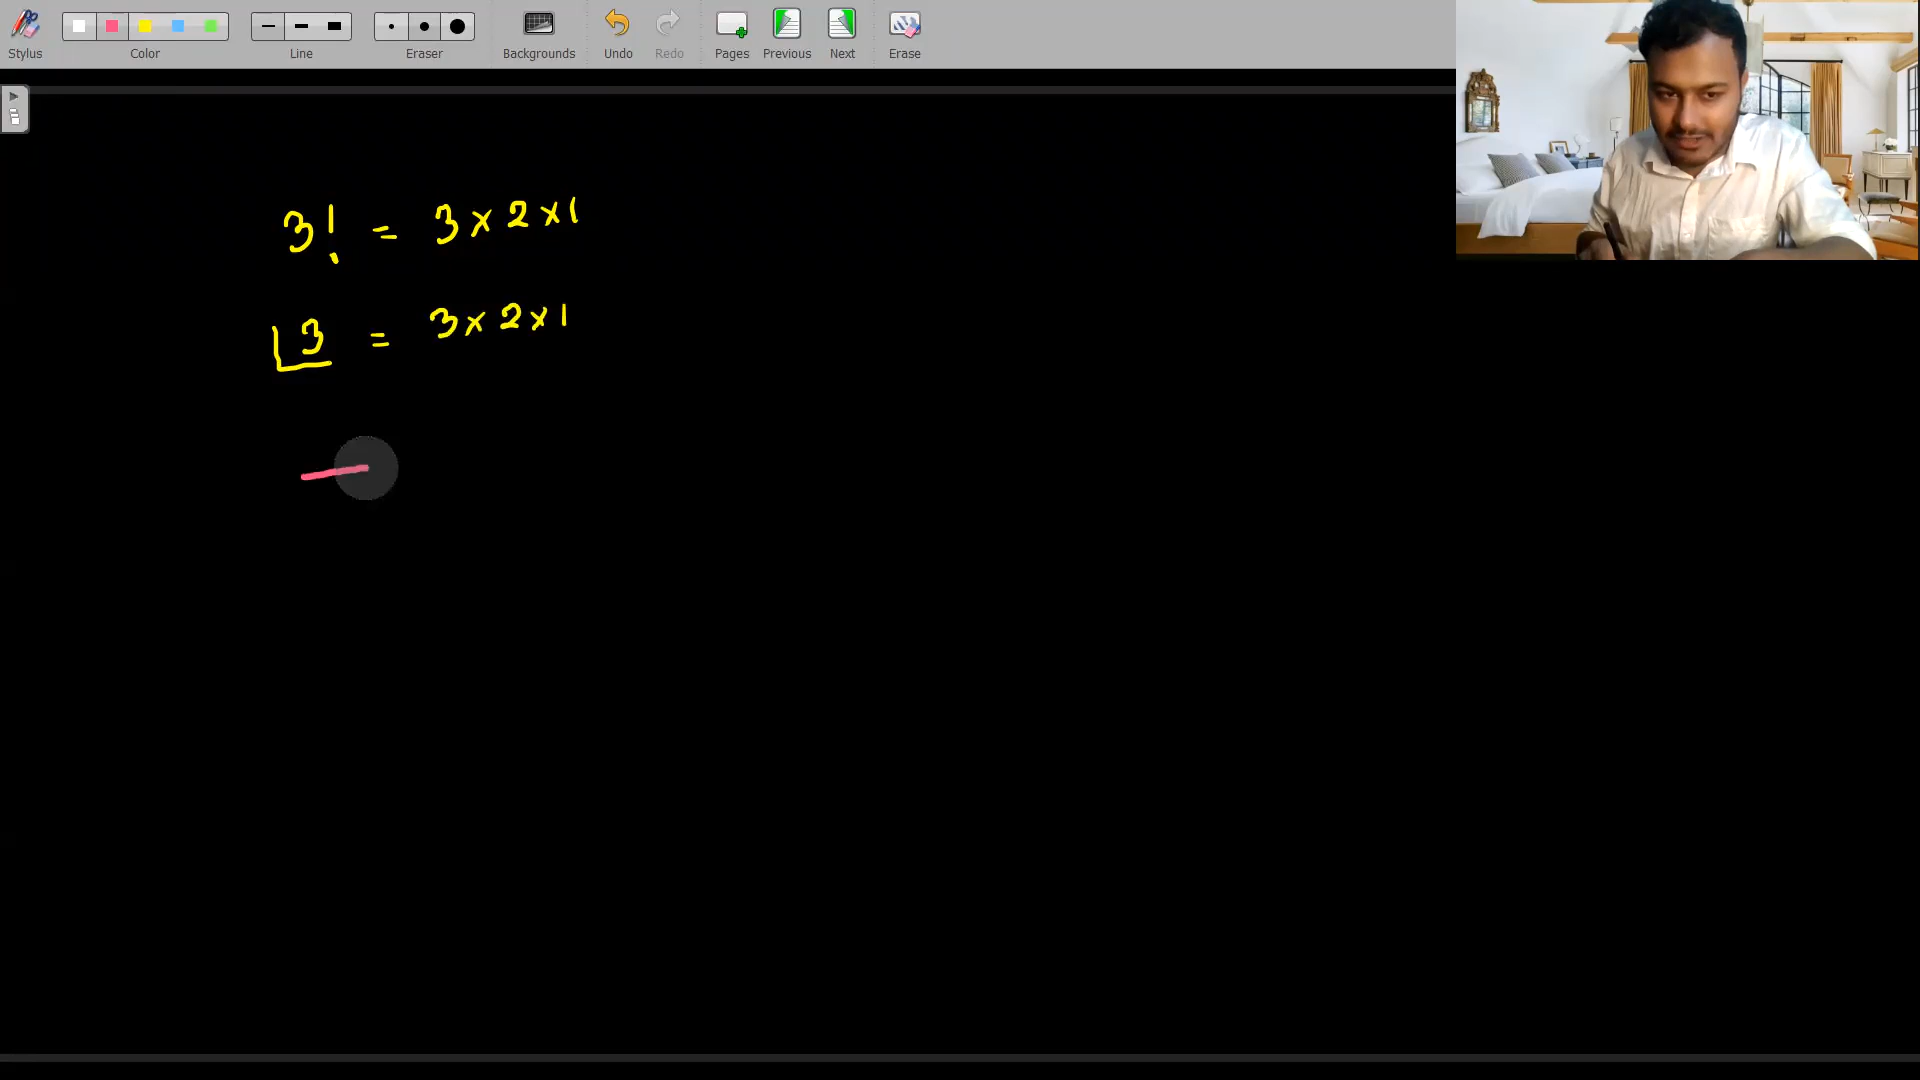 Stylus Color Line Eraser Backgrounds Undo Redo Pages Previous Next Erase
3! = 3 × 2 × 1
⌊3 = 3 × 2 × 1